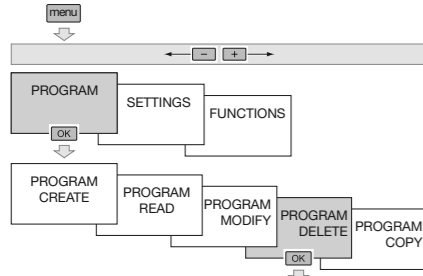 menu
- +
PROGRAM
SETTINGS
FUNCTIONS
OK
PROGRAM
CREATE
PROGRAM
READ
PROGRAM
MODIFY
PROGRAM
DELETE
PROGRAM
COPY
OK